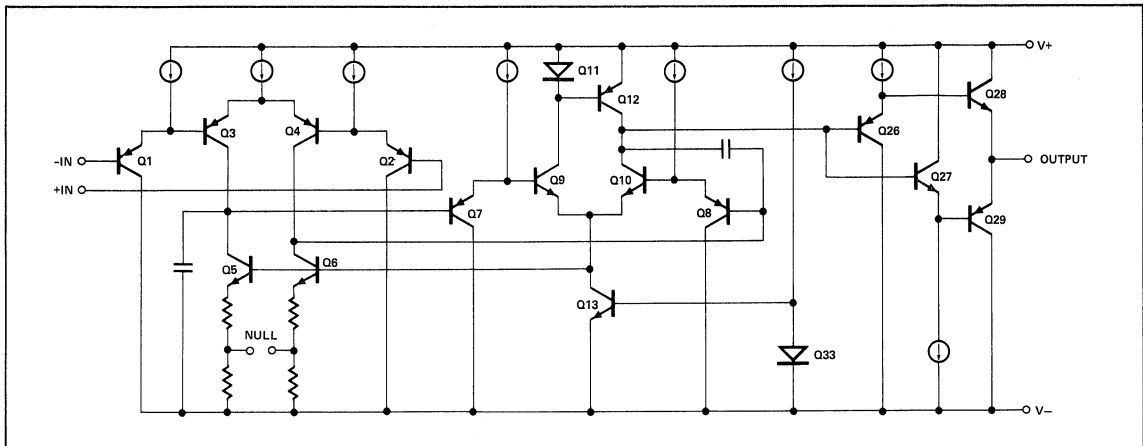 V+
Q11
Q12
Q28
Q3
Q4
Q26
−IN
Q1
Q2
OUTPUT
+IN
Q9
Q10
Q27
Q7
Q8
Q29
Q5
Q6
Q13
NULL
Q33
V−